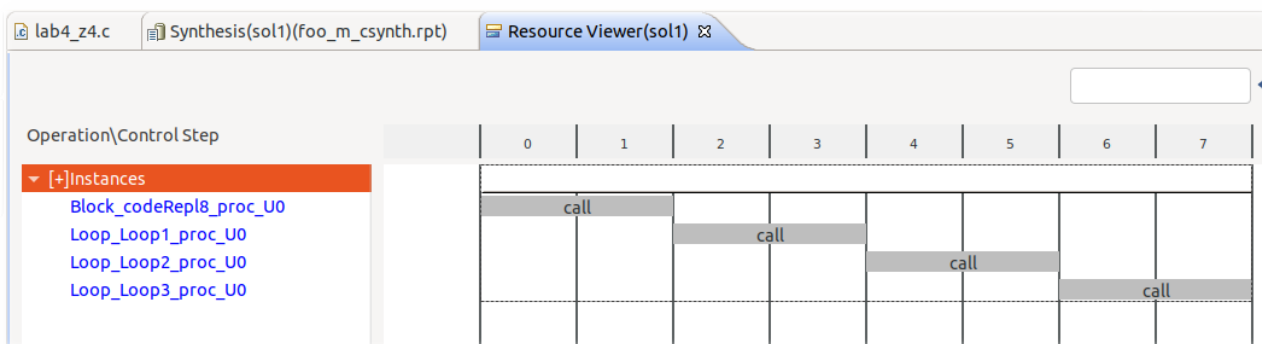 lab4_z4.c Synthesis(sol1)(foo_m_csynth.rpt) Resource Viewer(sol1)
Operation\Control Step 0 1 2 3 4 5 6 7
[+]Instances
Block_codeRepl8_proc_U0 call
Loop_Loop1_proc_U0 call
Loop_Loop2_proc_U0 call
Loop_Loop3_proc_U0 call